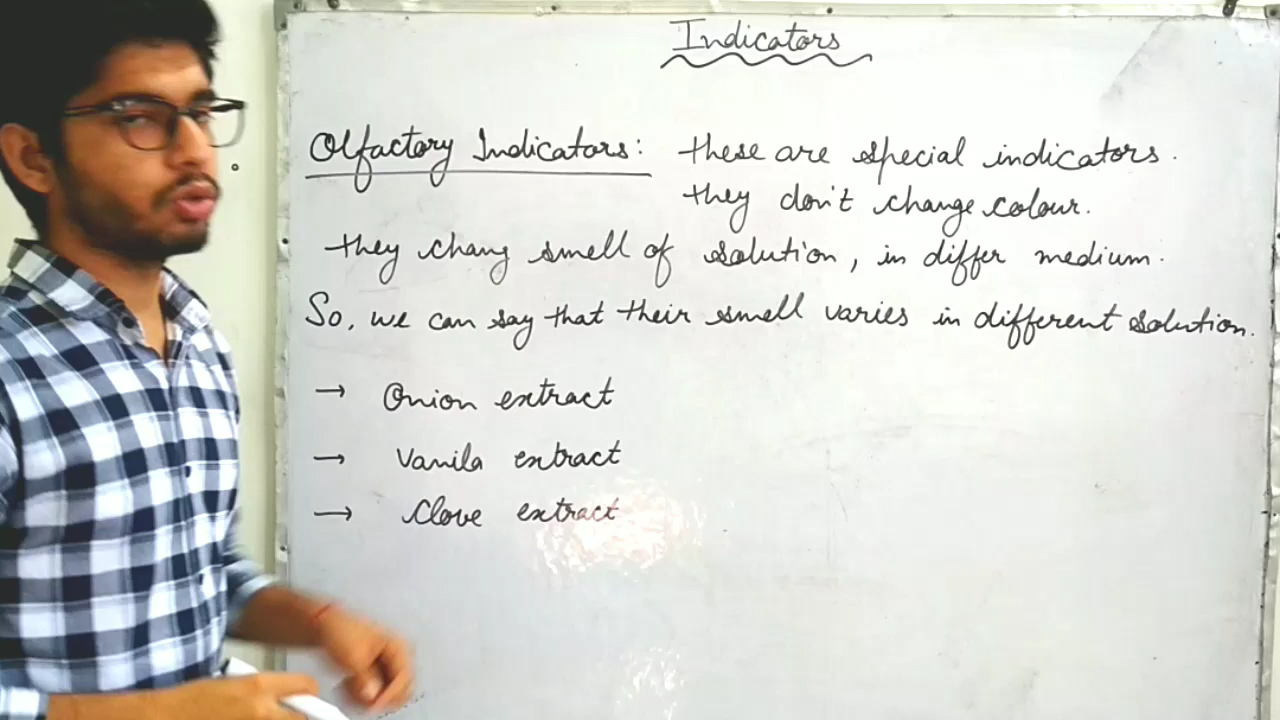 Indicators
Olfactory Indicators: these are special indicators.
they don't change colour.
they chang smell of solution, in differ medium.
So, we can say that their smell varies in different solution.
→ Onion extract
→ Vanila extract
→ Clove extract